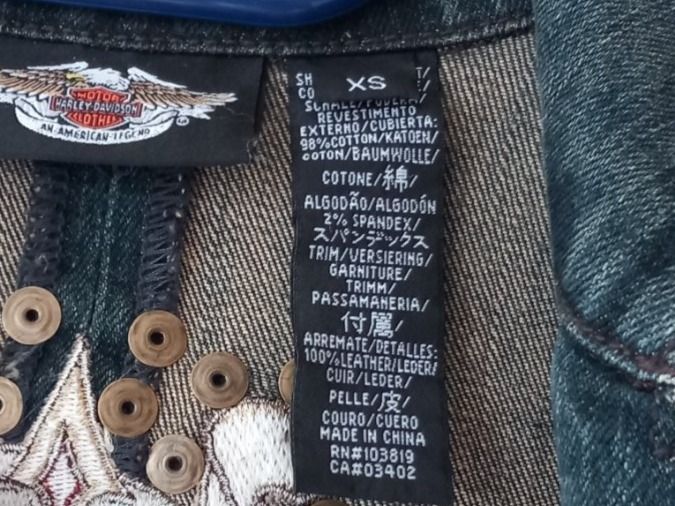 MOTOR
HARLEY-DAVIDSON
CLOTHES
AN AMERICAN LEGEND
®
XS
REVESTIMENTO
EXTERNO/CUBIERTA:
98% COTTON/KATOEN/
COTON/BAUMWOLLE/
COTONE/綿/
ALGODÃO/ALGODÓN
2% SPANDEX/
スパンデックス
TRIM/VERSIERING/
GARNITURE/
TRIMM/
PASSAMANERIA/
付属/
ARREMATE/DETALLES:
100%LEATHER/LEDER/
CUIR/LEDER/
PELLE/皮/
COURO/CUERO
MADE IN CHINA
RN#103819
CA#03402